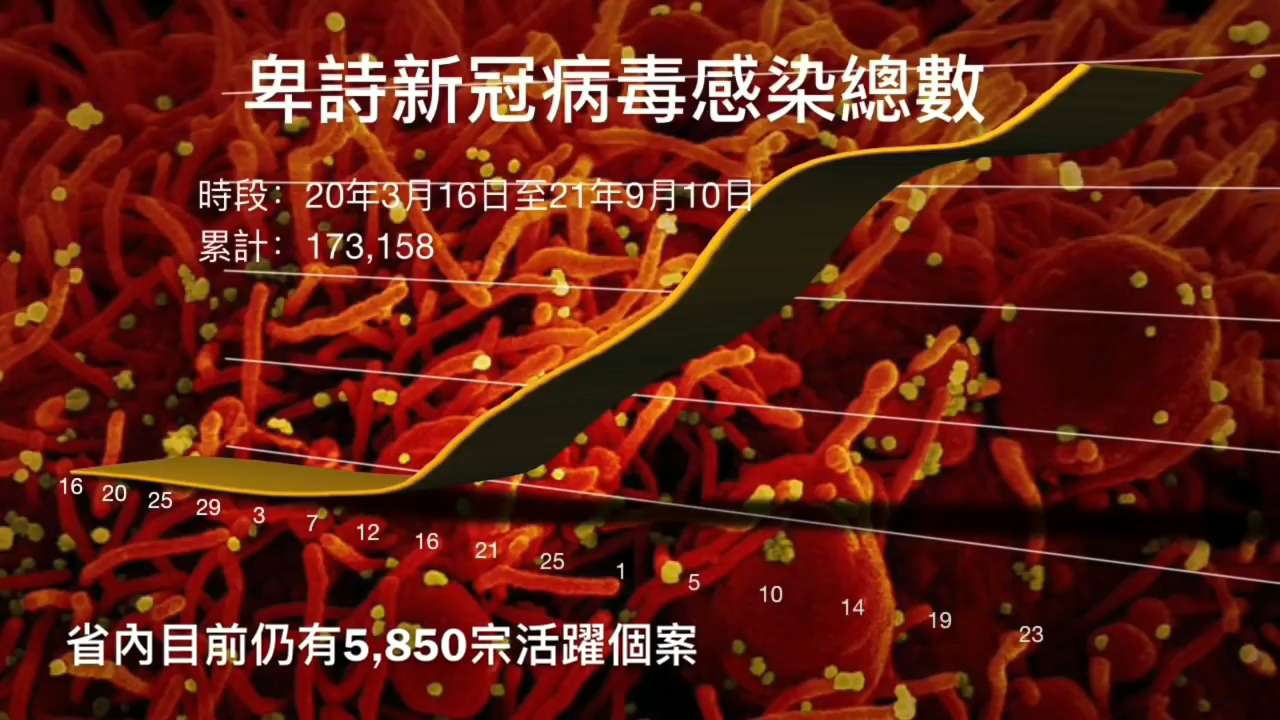 卑詩新冠病毒感染總數
時段：20年3月16日至21年9月10日
累計：173,158
16 20 25 29 3 7 12 16 21 25 1 5 10 14 19 23
省內目前仍有5,850宗活躍個案